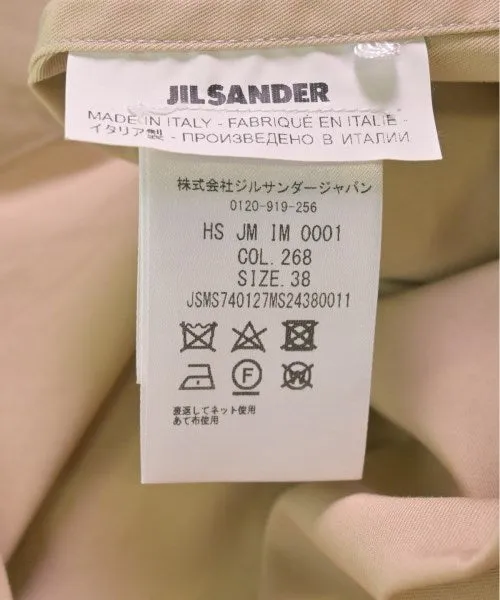 JIL SANDER
MADE IN ITALY - FABRIQUÉ EN ITALIE -
イタリア製 - ПРОИЗВЕДЕНО В ИТАЛИИ
株式会社ジルサンダージャパン
0120-919-256
HS JM IM 0001
COL. 268
SIZE. 38
JSMS740127MS24380011
F W
裏返してネット使用
あて布使用